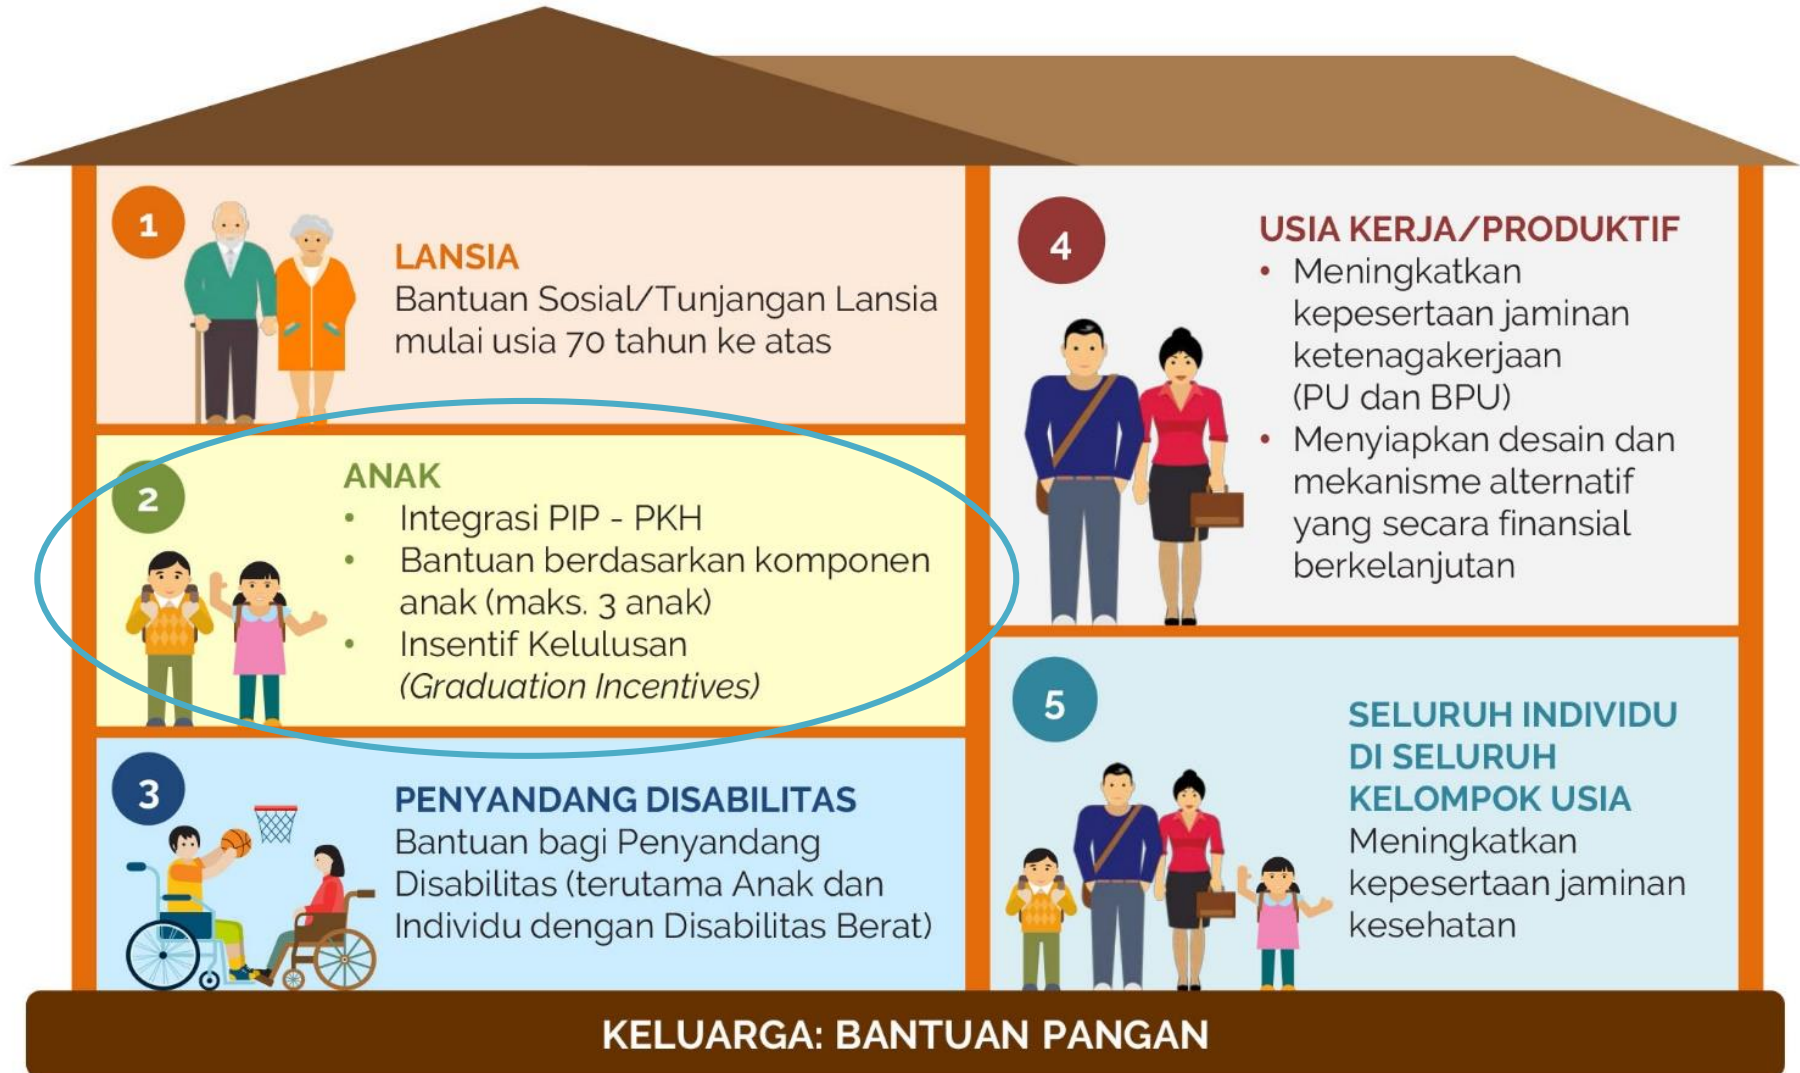 1
LANSIA
Bantuan Sosial/Tunjangan Lansia
mulai usia 70 tahun ke atas
2
ANAK
• Integrasi PIP - PKH
• Bantuan berdasarkan komponen
anak (maks. 3 anak)
• Insentif Kelulusan
(Graduation Incentives)
3
PENYANDANG DISABILITAS
Bantuan bagi Penyandang
Disabilitas (terutama Anak dan
Individu dengan Disabilitas Berat)
4
USIA KERJA/PRODUKTIF
• Meningkatkan
kepesertaan jaminan
ketenagakerjaan
(PU dan BPU)
• Menyiapkan desain dan
mekanisme alternatif
yang secara finansial
berkelanjutan
5
SELURUH INDIVIDU
DI SELURUH
KELOMPOK USIA
Meningkatkan
kepesertaan jaminan
kesehatan
KELUARGA: BANTUAN PANGAN